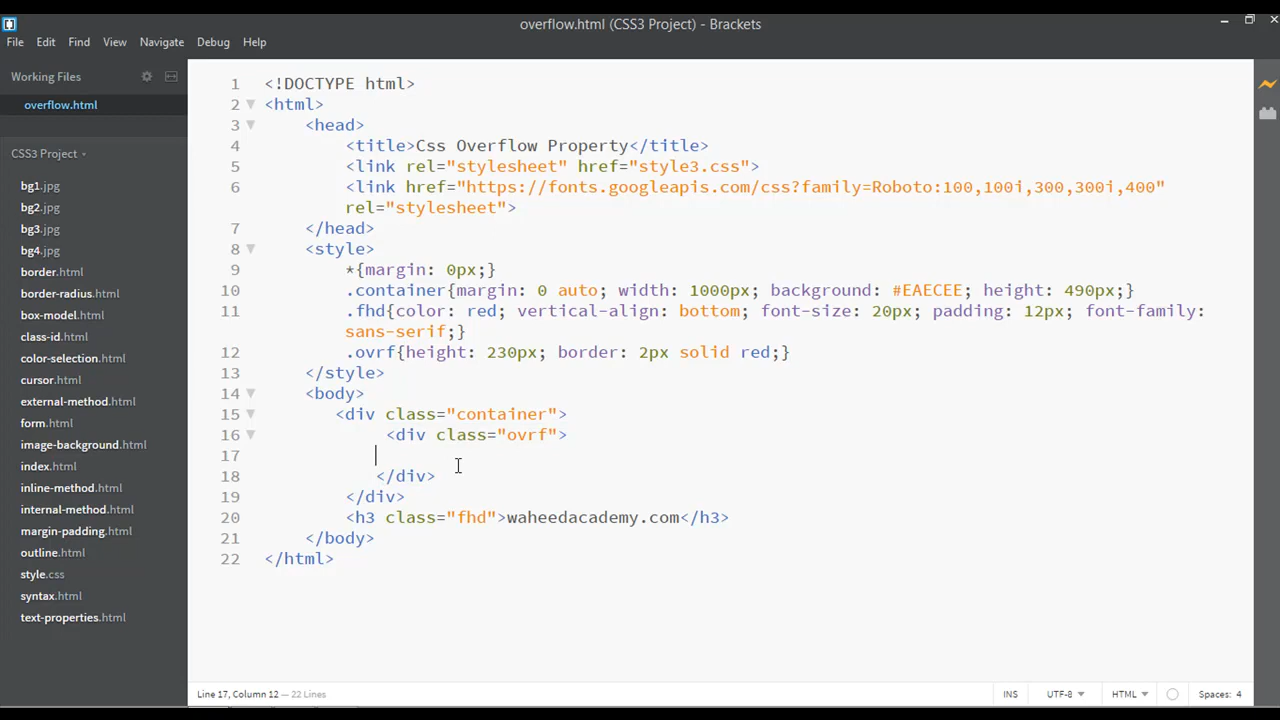 overflow.html (CSS3 Project) - Brackets
File Edit Find View Navigate Debug Help
Working Files
overflow.html
CSS3 Project
bg1.jpg
bg2.jpg
bg3.jpg
bg4.jpg
border.html
border-radius.html
box-model.html
class-id.html
color-selection.html
cursor.html
external-method.html
form.html
image-background.html
index.html
inline-method.html
internal-method.html
margin-padding.html
outline.html
style.css
syntax.html
text-properties.html
1 <!DOCTYPE html>
2 <html>
3 <head>
4 <title>Css Overflow Property</title>
5 <link rel="stylesheet" href="style3.css">
6 <link href="https://fonts.googleapis.com/css?family=Roboto:100,100i,300,300i,400"
rel="stylesheet">
7 </head>
8 <style>
9 *{margin: 0px;}
10 .container{margin: 0 auto; width: 1000px; background: #EAECEE; height: 490px;}
11 .fhd{color: red; vertical-align: bottom; font-size: 20px; padding: 12px; font-family:
sans-serif;}
12 .ovrf{height: 230px; border: 2px solid red;}
13 </style>
14 <body>
15 <div class="container">
16 <div class="ovrf">
17
18 </div>
19 </div>
20 <h3 class="fhd">waheedacademy.com</h3>
21 </body>
22 </html>
Line 17, Column 12 — 22 Lines INS UTF-8 HTML Spaces: 4